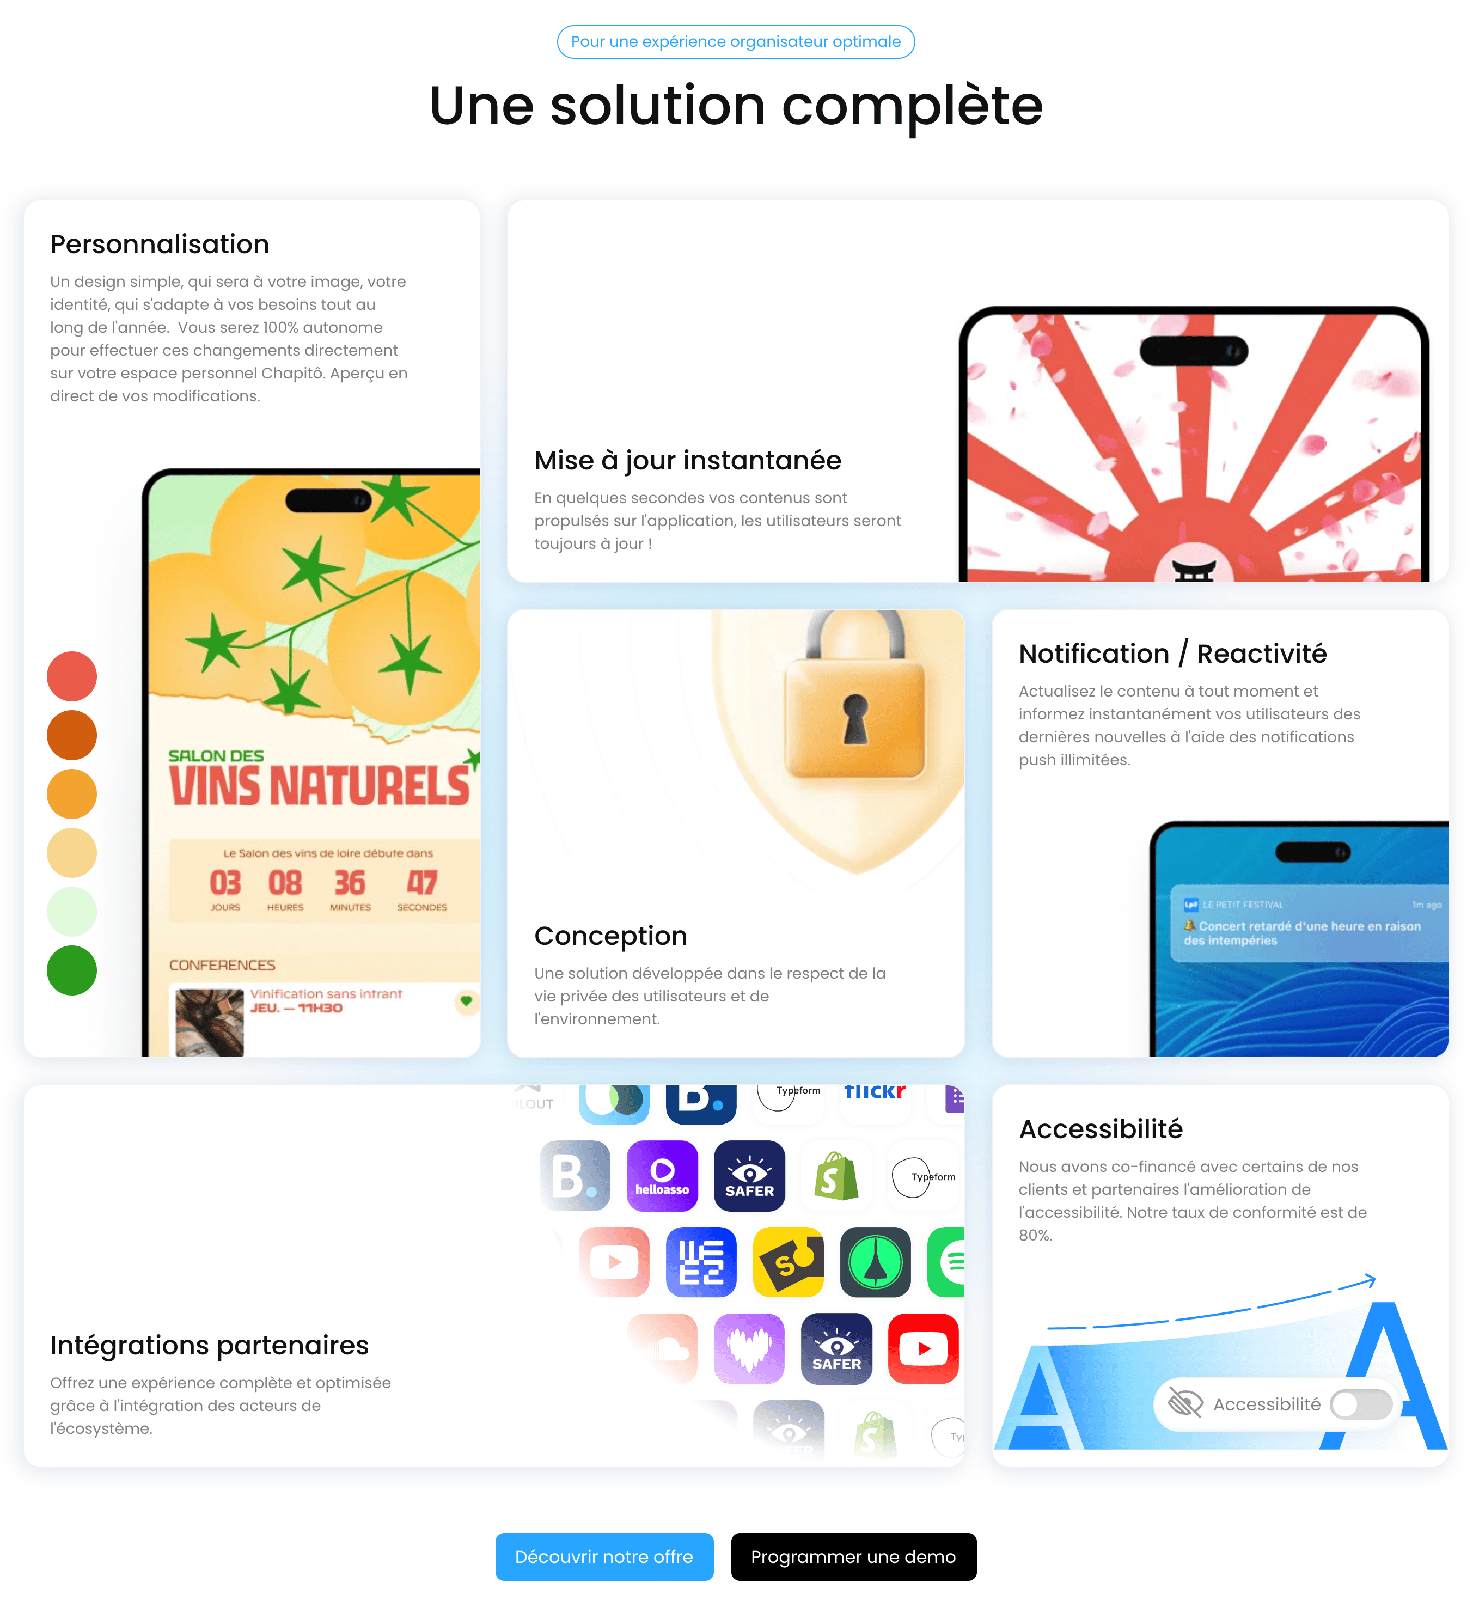 Pour une expérience organisateur optimale
Une solution complète
Personnalisation
Un design simple, qui sera à votre image, votre
identité, qui s'adapte à vos besoins tout au
long de l'année.  Vous serez 100% autonome
pour effectuer ces changements directement
sur votre espace personnel Chapitô. Aperçu en
direct de vos modifications.
SALON DES
VINS NATURELS
Le Salon des vins de loire débute dans
03 08 36 47
JOURS HEURES MINUTES SECONDES
CONFERENCES
Vinification sans intrant
JEU. — 11H30
Mise à jour instantanée
En quelques secondes vos contenus sont
propulsés sur l'application, les utilisateurs seront
toujours à jour !
Conception
Une solution développée dans le respect de la
vie privée des utilisateurs et de
l'environnement.
Notification / Reactivité
Actualisez le contenu à tout moment et
informez instantanément vos utilisateurs des
dernières nouvelles à l'aide des notifications
push illimitées.
LE PETIT FESTIVAL 1m ago
Concert retardé d'une heure en raison
des intempéries
Intégrations partenaires
Offrez une expérience complète et optimisée
grâce à l'intégration des acteurs de
l'écosystème.
B. Typeform flickr
B. helloasso SAFER S Typeform
S
SAFER
SAFER S
Accessibilité
Nous avons co-financé avec certains de nos
clients et partenaires l'amélioration de
l'accessibilité. Notre taux de conformité est de
80%.
A A
Accessibilité
Découvrir notre offre
Programmer une demo